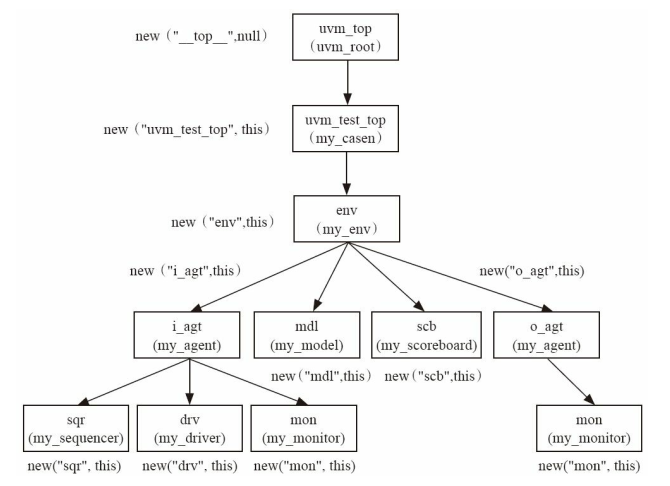 new（"__top__",null）
uvm_top
（uvm_root）
new（"uvm_test_top", this）
uvm_test_top
(my_casen)
new（"env",this）
env
(my_env)
new（"i_agt",this）
new("o_agt",this)
i_agt
(my_agent)
mdl
(my_model)
scb
(my_scoreboard)
o_agt
(my_agent)
new（"mdl",this）
new（"scb",this）
sqr
(my_sequencer)
drv
(my_driver)
mon
(my_monitor)
mon
(my_monitor)
new("sqr", this)
new("drv", this)
new("mon", this)
new("mon", this)